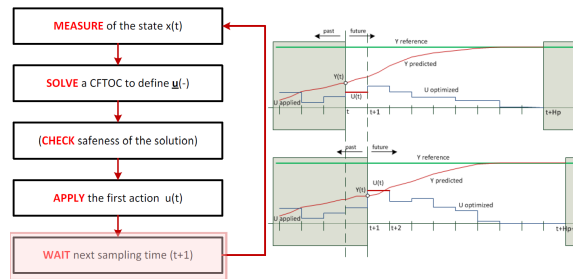 MEASURE of the state x(t)
SOLVE a CFTOC to define u(-)
(CHECK safeness of the solution)
APPLY the first action u(t)
WAIT next sampling time (t+1)
past future
Y reference
Y predicted
Y(t)
U optimized
U(t)
U applied
t t+1 t+Hp
past future
Y reference
U(t)
Y predicted
U optimized
U applied
t+1 t+2